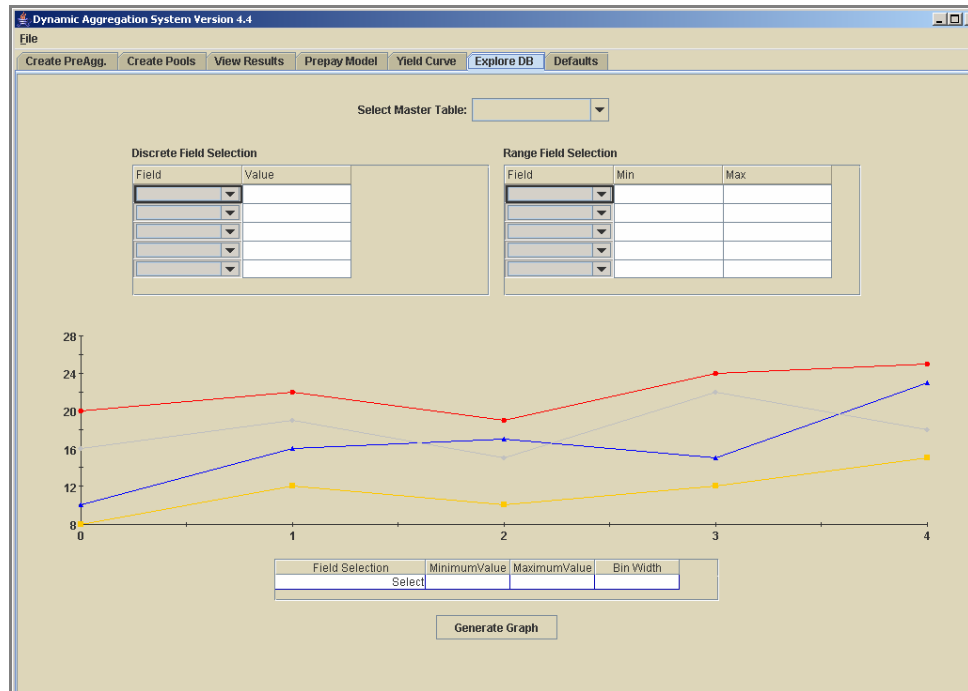 Dynamic Aggregation System Version 4.4
File
Create PreAgg. Create Pools View Results Prepay Model Yield Curve Explore DB Defaults
Select Master Table:
Discrete Field Selection Range Field Selection
Field Value Field Min Max
28
24
20
16
12
8
0 1 2 3 4
Field Selection MinimumValue MaximumValue Bin Width
Select
Generate Graph